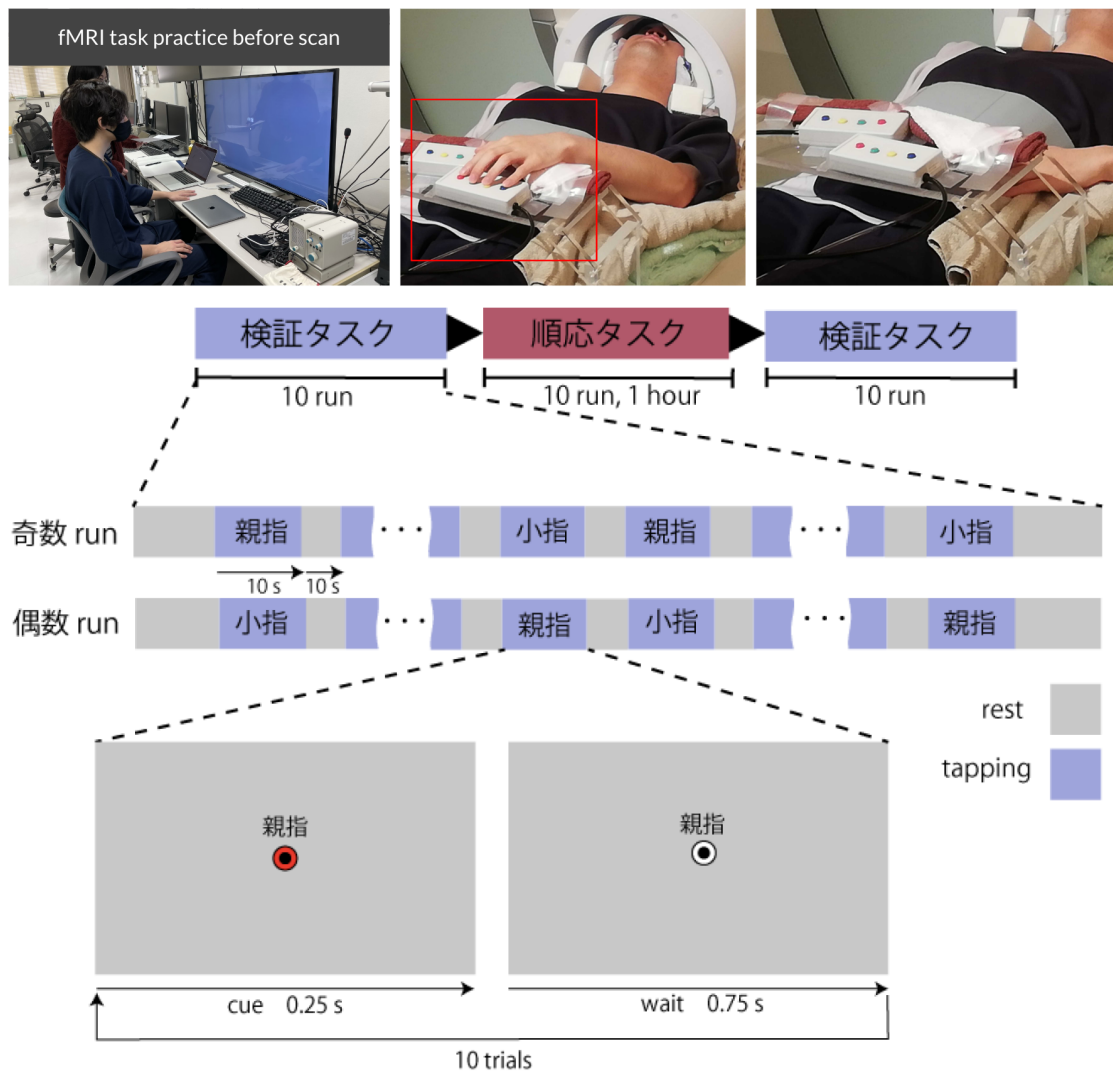 fMRI task practice before scan
検証タスク
順応タスク
検証タスク
10 run
10 run, 1 hour
10 run
奇数 run
親指
・・・
小指
親指
・・・
小指
10 s
10 s
偶数 run
小指
・・・
親指
小指
・・・
親指
rest
tapping
親指
親指
cue 0.25 s
wait 0.75 s
10 trials